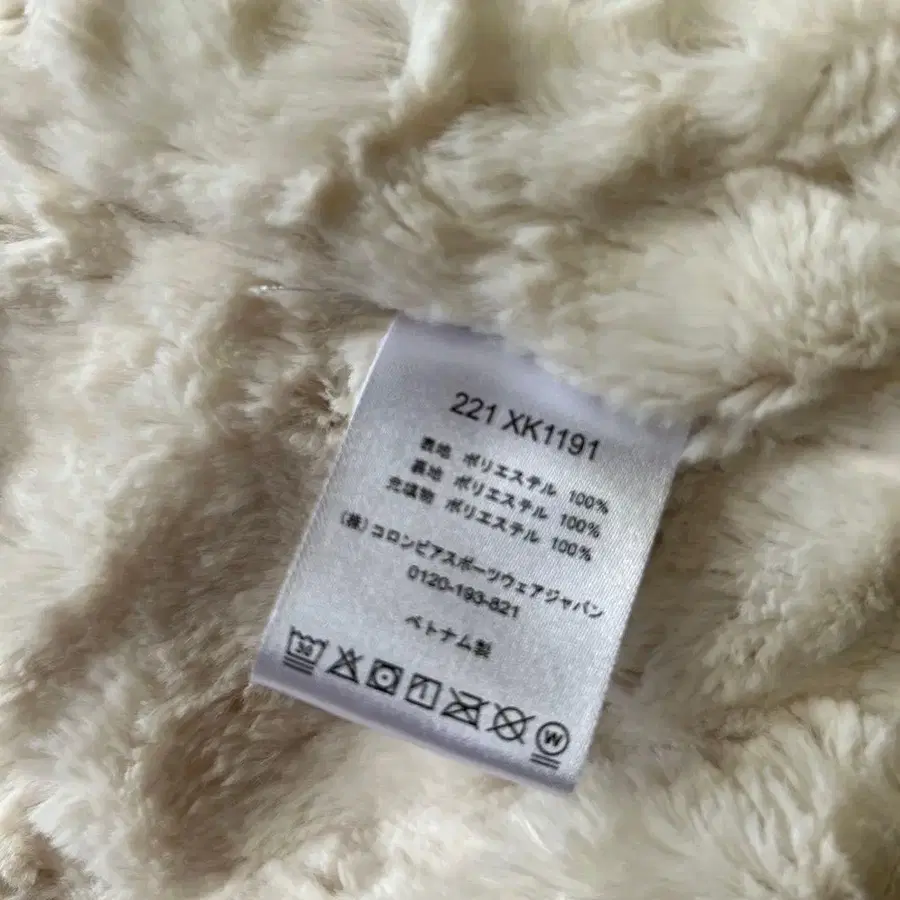 221 XK1191
表地 ポリエステル 100%
裏地 ポリエステル 100%
充填物 ポリエステル 100%
(株) コロンビアスポーツウェアジャパン
0120-193-821
ベトナム製
30
W